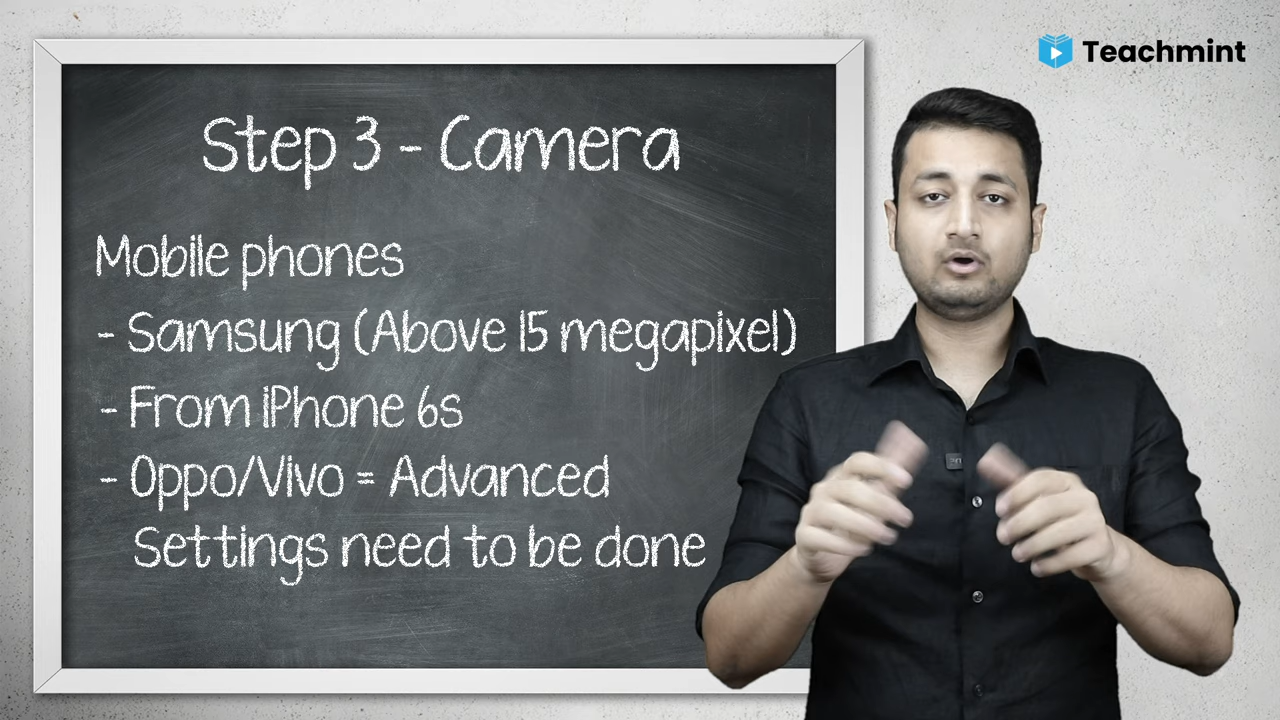 Teachmint
Step 3 - Camera
Mobile phones
- Samsung (Above 15 megapixel)
- From iPhone 6s
- Oppo/Vivo = Advanced
Settings need to be done